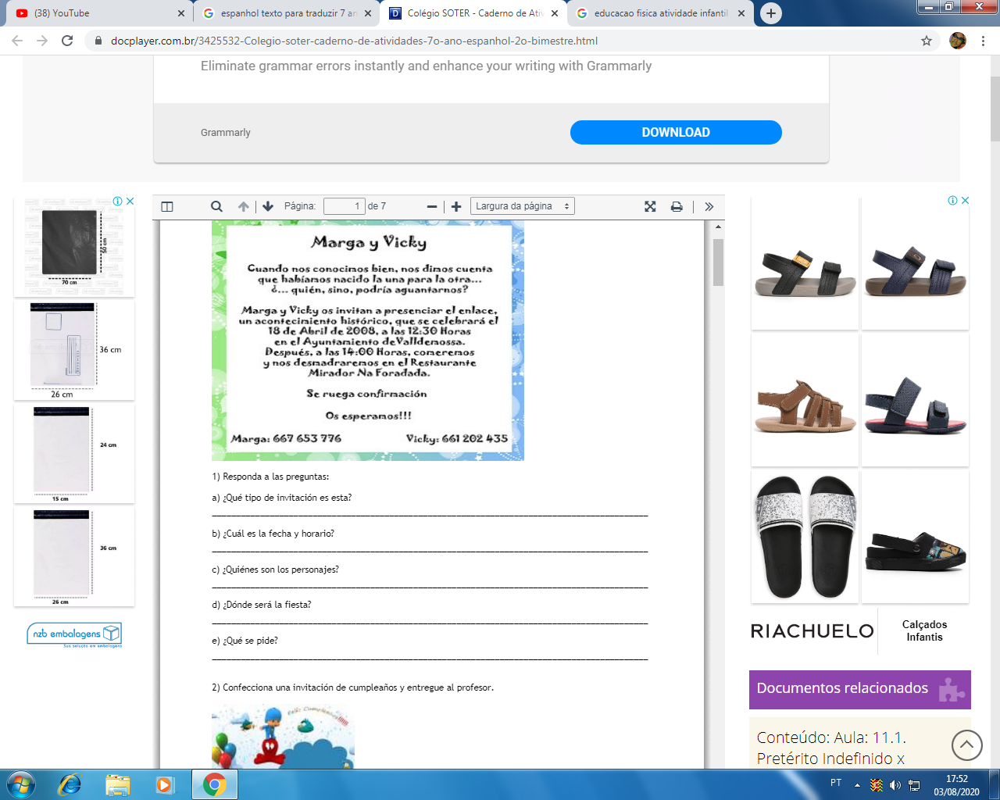 (38) YouTube
espanhol texto para traduzir 7 an
Colégio SOTER - Caderno de Ativ
educacao fisica atividade infantil
docplayer.com.br/3425532-Colegio-soter-caderno-de-atividades-7o-ano-espanhol-2o-bimestre.html
Eliminate grammar errors instantly and enhance your writing with Grammarly
Grammarly
DOWNLOAD
Página:
1
de 7
Largura da página
50 cm
70 cm
36 cm
26 cm
24 cm
15 cm
36 cm
26 cm
nzb embalagens
Sua solução em embalagens
Marga y Vicky
Cuando nos conocimos bien, nos dimos cuenta
que habíamos nacido la una para la otra...
¿... quién, sino, podría aguantarnos?
Marga y Vicky os invitan a presenciar el enlace,
un acontecimiento histórico, que se celebrará el
18 de Abril de 2008, a las 12:30 Horas
en el Ayuntamiento deValldemossa.
Después, a las 14:00 Horas, comeremos
y nos desmadraremos en el Restaurante
Mirador Na Foradada.
Se ruega confirmación
Os esperamos!!!
Marga: 667 653 776
Vicky: 661 202 435
1) Responda a las preguntas:
a) ¿Qué tipo de invitación es esta?
b) ¿Cuál es la fecha y horario?
c) ¿Quiénes son los personajes?
d) ¿Dónde será la fiesta?
e) ¿Qué se pide?
2) Confecciona una invitación de cumpleaños y entregue al profesor.
Feliz Cumpleaños!!!!!
RIACHUELO
Calçados
Infantis
Documentos relacionados
Conteúdo: Aula: 11.1.
Pretérito Indefinido x
PT
17:52
03/08/2020